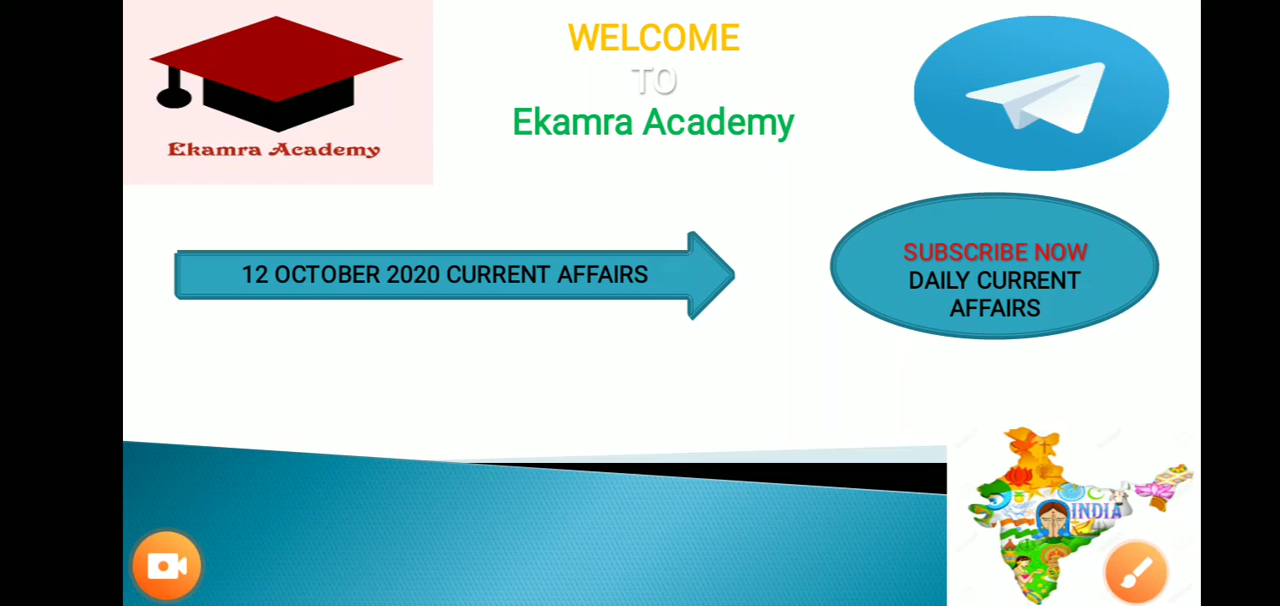 WELCOME
TO
Ekamra Academy
Ekamra Academy
12 OCTOBER 2020 CURRENT AFFAIRS
SUBSCRIBE NOW
DAILY CURRENT
AFFAIRS
INDIA